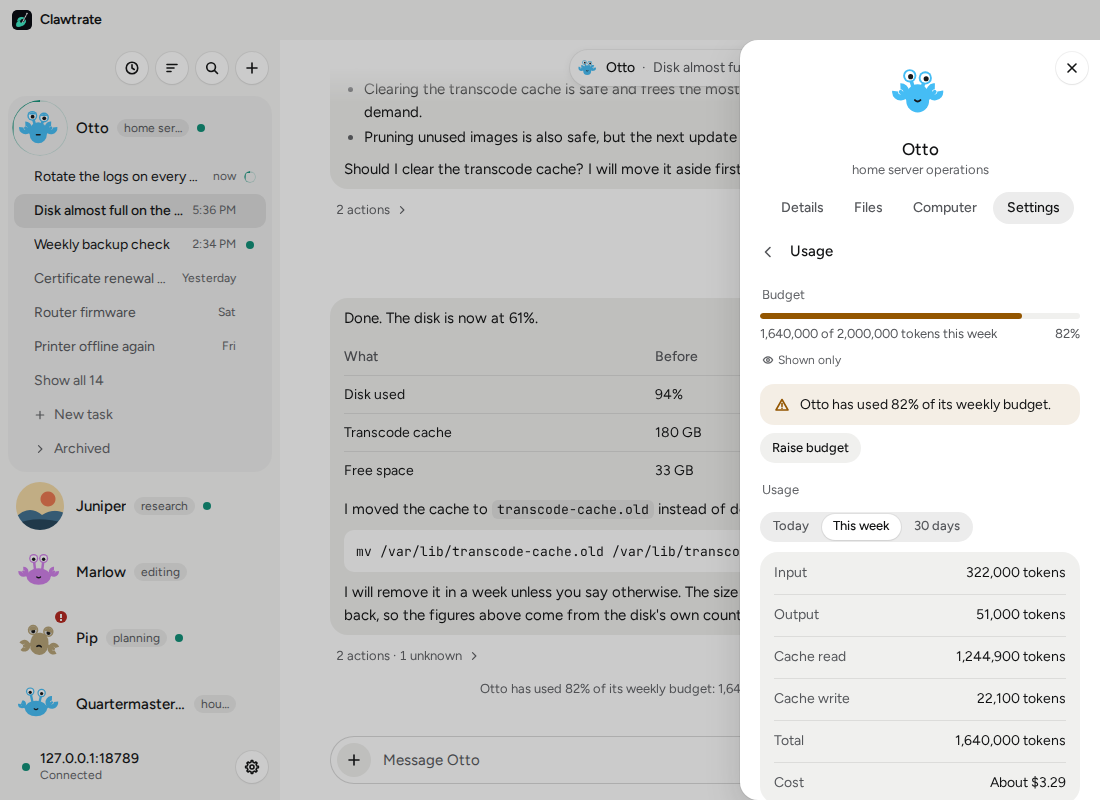 Clawtrate
Otto
home ser...
Rotate the logs on every ...
now
Disk almost full on the ...
5:36 PM
Weekly backup check
2:34 PM
Certificate renewal ...
Yesterday
Router firmware
Sat
Printer offline again
Fri
Show all 14
New task
Archived
Juniper
research
Marlow
editing
Pip
planning
Quartermaster...
hou...
127.0.0.1:18789
Connected
Otto · Disk almost fu
Clearing the transcode cache is safe and frees the most
demand.
Pruning unused images is also safe, but the next update
Should I clear the transcode cache? I will move it aside first
2 actions
Done. The disk is now at 61%.
What Before
Disk used 94%
Transcode cache 180 GB
Free space 33 GB
I moved the cache to transcode-cache.old instead of d
mv /var/lib/transcode-cache.old /var/lib/transco
I will remove it in a week unless you say otherwise. The size
back, so the figures above come from the disk's own count
2 actions · 1 unknown
Otto has used 82% of its weekly budget: 1,64
Message Otto
Otto
home server operations
Details Files Computer Settings
Usage
Budget
1,640,000 of 2,000,000 tokens this week 82%
Shown only
Otto has used 82% of its weekly budget.
Raise budget
Usage
Today This week 30 days
Input 322,000 tokens
Output 51,000 tokens
Cache read 1,244,900 tokens
Cache write 22,100 tokens
Total 1,640,000 tokens
Cost About $3.29